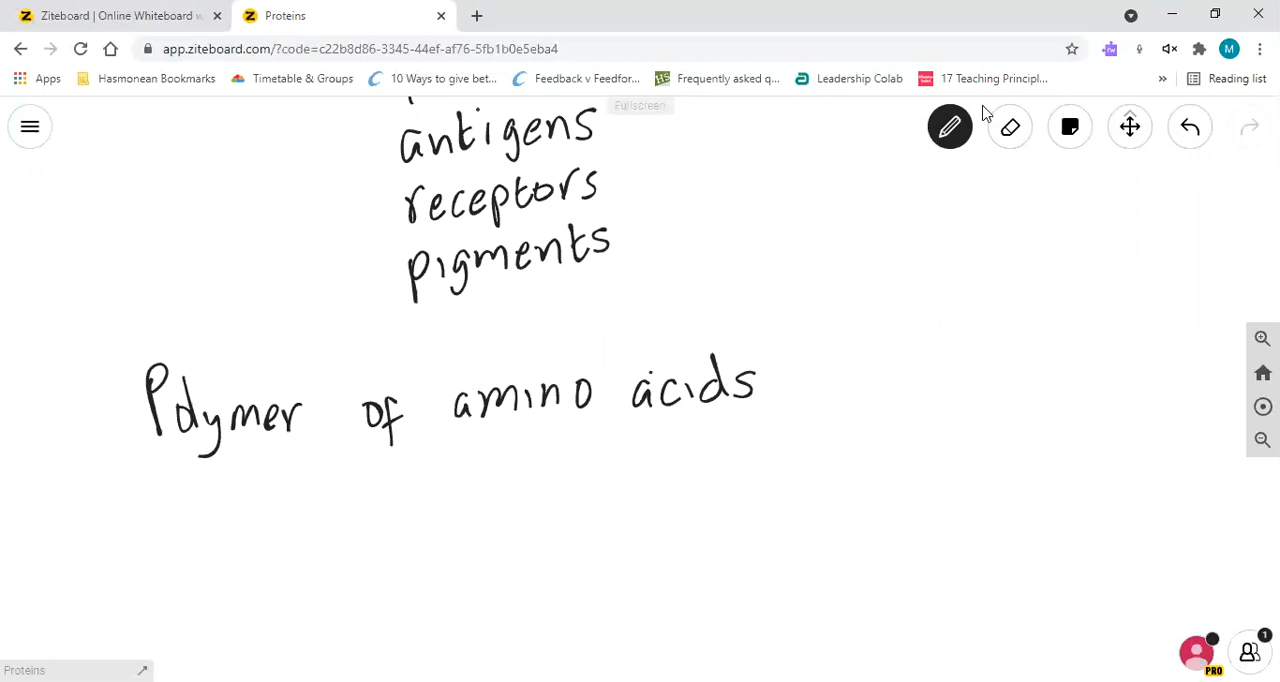 Ziteboard | Online Whiteboard w
Proteins
app.ziteboard.com/?code=c22b8d86-3345-44ef-af76-5fb1b0e5eba4
M
Apps
Hasmonean Bookmarks
Timetable & Groups
10 Ways to give bet...
Feedback v Feedfor...
Frequently asked q...
Leadership Colab
17 Teaching Principl...
»
Reading list
Fullscreen
antigens
receptors
pigments
Polymer of amino acids
1
PRO
Proteins